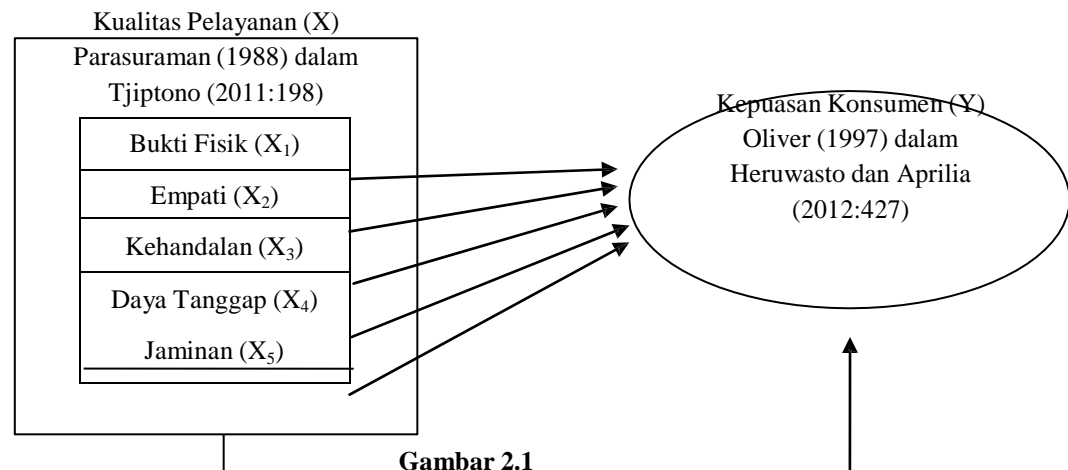 Kualitas Pelayanan (X)
Parasuraman (1988) dalam
Tjiptono (2011:198)
Bukti Fisik (X₁)
Empati (X₂)
Kehandalan (X₃)
Daya Tanggap (X₄)
Jaminan (X₅)
Kepuasan Konsumen (Y)
Oliver (1997) dalam
Heruwasto dan Aprilia
(2012:427)
Gambar 2.1